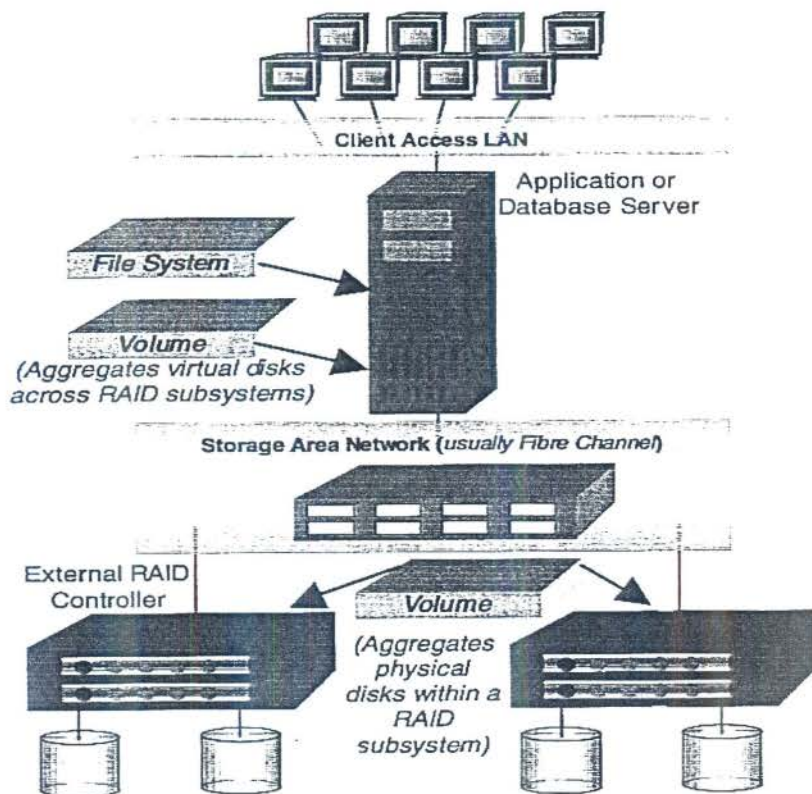 Client Access LAN
Application or
Database Server
File System
Volume
(Aggregates virtual disks
across RAID subsystems)
Storage Area Network (usually Fibre Channel)
External RAID
Controller
Volume
(Aggregates
physical
disks within a
RAID
subsystem)